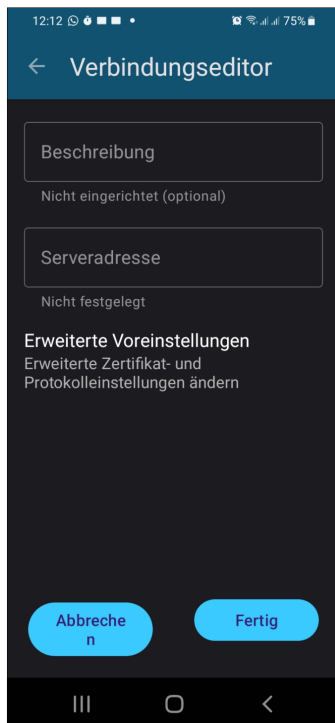 12:12 75%
Verbindungseditor
Beschreibung
Nicht eingerichtet (optional)
Serveradresse
Nicht festgelegt
Erweiterte Voreinstellungen
Erweiterte Zertifikat- und
Protokolleinstellungen ändern
Abbreche
n
Fertig